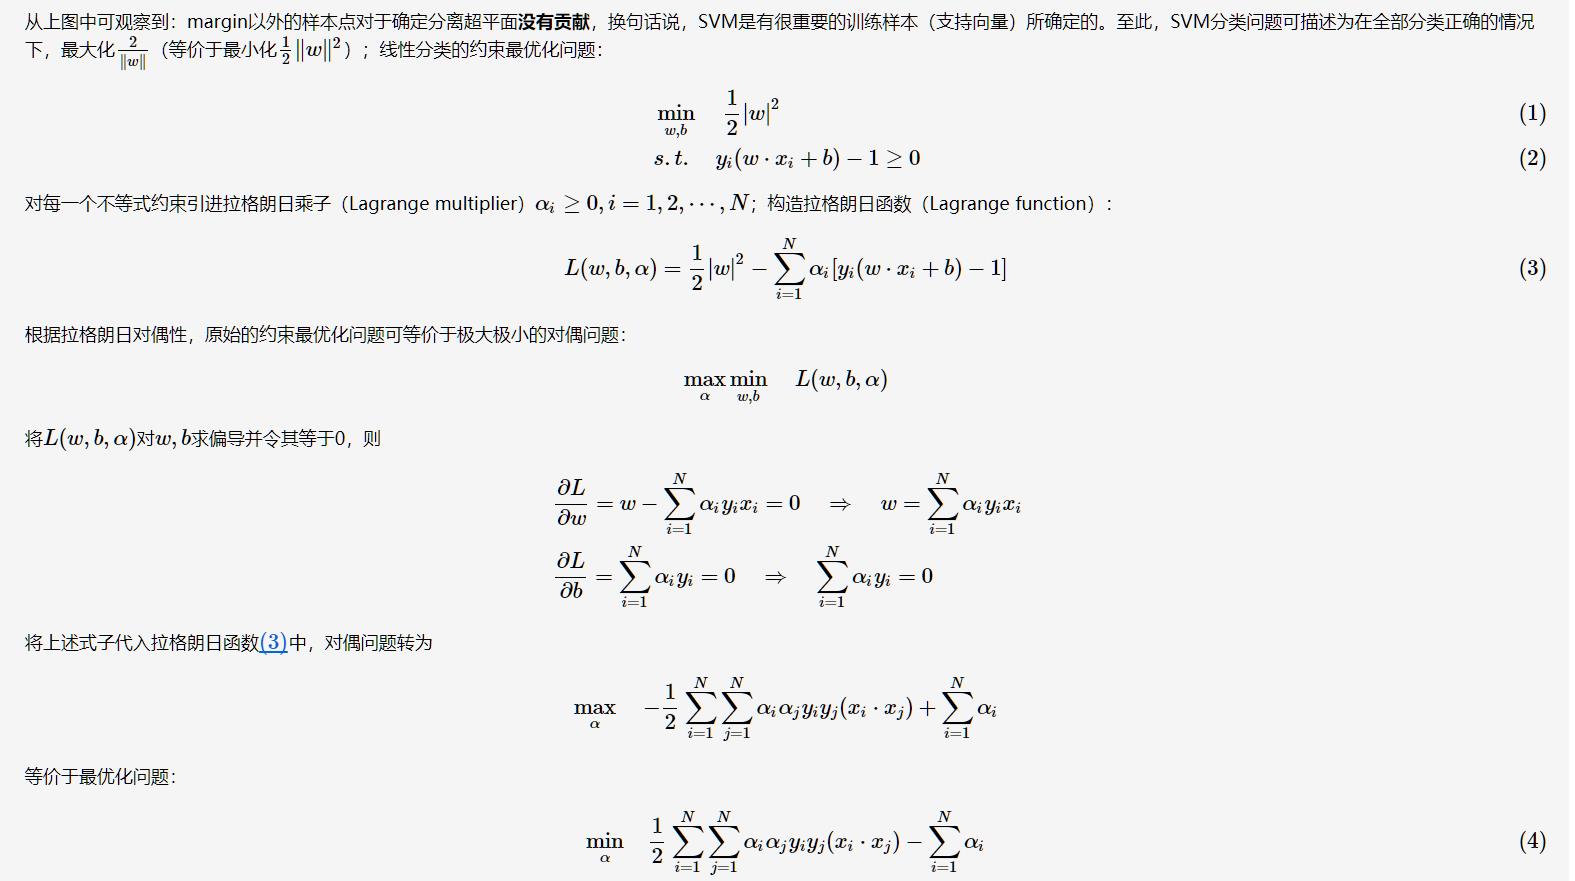 从上图中可观察到：margin以外的样本点对于确定分离超平面没有贡献，换句话说，SVM是有很重要的训练样本（支持向量）所确定的。至此，SVM分类问题可描述为在全部分类正确的情况
下，最大化 $\frac{2}{\|w\|}$（等价于最小化 $\frac{1}{2}\|w\|^2$）；线性分类的约束最优化问题：
$\min_{w,b} \quad \frac{1}{2}|w|^2$ (1)
$s.t. \quad y_i(w \cdot x_i + b) - 1 \geq 0$ (2)
对每一个不等式约束引进拉格朗日乘子（Lagrange multiplier）$\alpha_i \geq 0, i = 1, 2, \cdots, N$；构造拉格朗日函数（Lagrange function）：
$L(w, b, \alpha) = \frac{1}{2}|w|^2 - \sum_{i=1}^{N} \alpha_i[y_i(w \cdot x_i + b) - 1]$ (3)
根据拉格朗日对偶性，原始的约束最优化问题可等价于极大极小的对偶问题：
$\max_{\alpha} \min_{w,b} \quad L(w, b, \alpha)$
将$L(w, b, \alpha)$对$w, b$求偏导并令其等于0，则
$\frac{\partial L}{\partial w} = w - \sum_{i=1}^{N} \alpha_i y_i x_i = 0 \quad \Rightarrow \quad w = \sum_{i=1}^{N} \alpha_i y_i x_i$
$\frac{\partial L}{\partial b} = \sum_{i=1}^{N} \alpha_i y_i = 0 \quad \Rightarrow \quad \sum_{i=1}^{N} \alpha_i y_i = 0$
将上述式子代入拉格朗日函数(3)中，对偶问题转为
$\max_{\alpha} \quad -\frac{1}{2} \sum_{i=1}^{N} \sum_{j=1}^{N} \alpha_i \alpha_j y_i y_j (x_i \cdot x_j) + \sum_{i=1}^{N} \alpha_i$
等价于最优化问题：
$\min_{\alpha} \quad \frac{1}{2} \sum_{i=1}^{N} \sum_{j=1}^{N} \alpha_i \alpha_j y_i y_j (x_i \cdot x_j) - \sum_{i=1}^{N} \alpha_i$ (4)